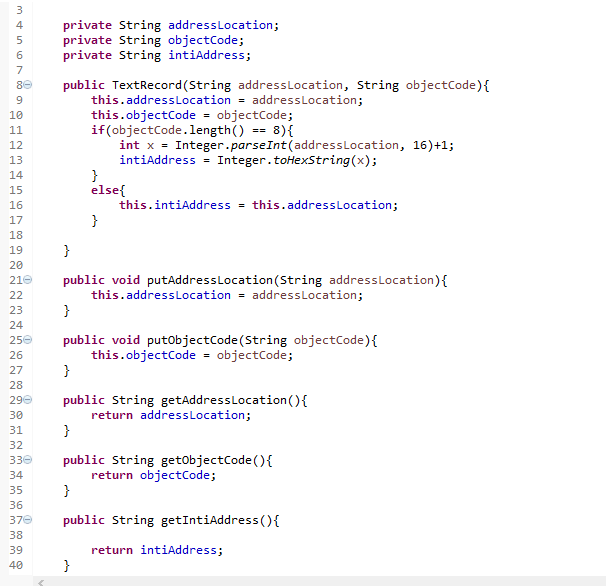 3
4 private String addressLocation;
5 private String objectCode;
6 private String intiAddress;
7
8 public TextRecord(String addressLocation, String objectCode){
9 this.addressLocation = addressLocation;
10 this.objectCode = objectCode;
11 if(objectCode.length() == 8){
12 int x = Integer.parseInt(addressLocation, 16)+1;
13 intiAddress = Integer.toHexString(x);
14 }
15 else{
16 this.intiAddress = this.addressLocation;
17 }
18
19 }
20
21 public void putAddressLocation(String addressLocation){
22 this.addressLocation = addressLocation;
23 }
24
25 public void putObjectCode(String objectCode){
26 this.objectCode = objectCode;
27 }
28
29 public String getAddressLocation(){
30 return addressLocation;
31 }
32
33 public String getObjectCode(){
34 return objectCode;
35 }
36
37 public String getIntiAddress(){
38
39 return intiAddress;
40 }